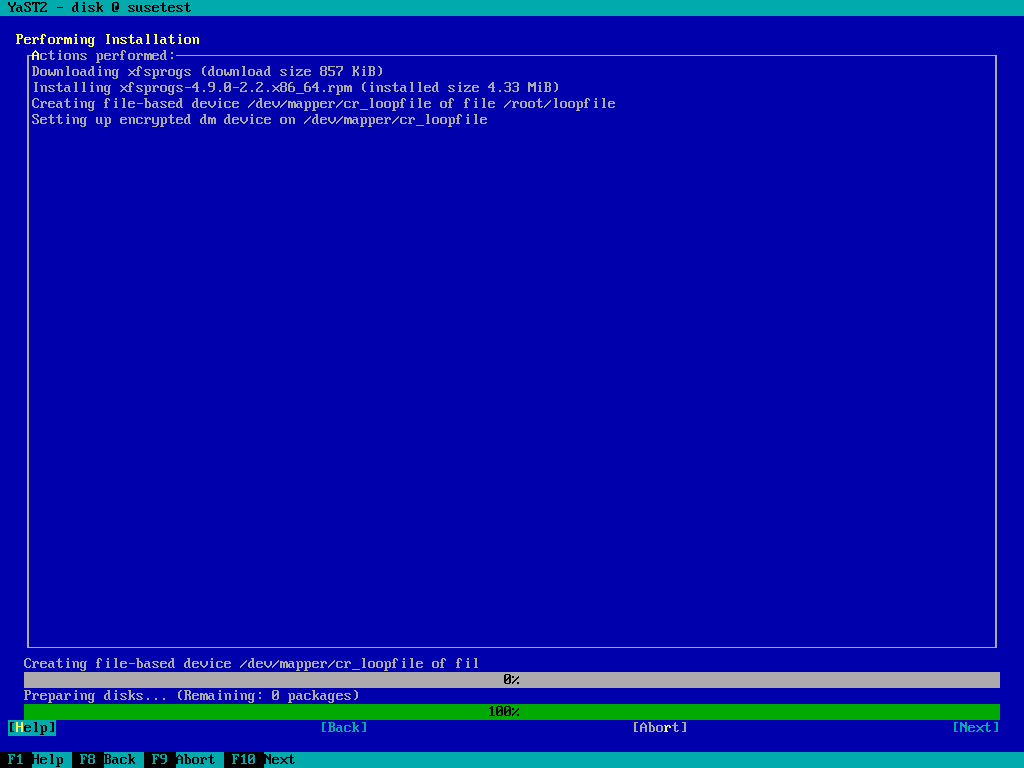 YaST2 - disk @ susetest
Performing Installation
Actions performed:
Downloading xfsprogs (download size 857 KiB)
Installing xfsprogs-4.9.0-2.2.x86_64.rpm (installed size 4.33 MiB)
Creating file-based device /dev/mapper/cr_loopfile of file /root/loopfile
Setting up encrypted dm device on /dev/mapper/cr_loopfile
Creating file-based device /dev/mapper/cr_loopfile of fil
0%
Preparing disks... (Remaining: 0 packages)
100%
[Help] [Back] [Abort] [Next]
F1 Help F8 Back F9 Abort F10 Next